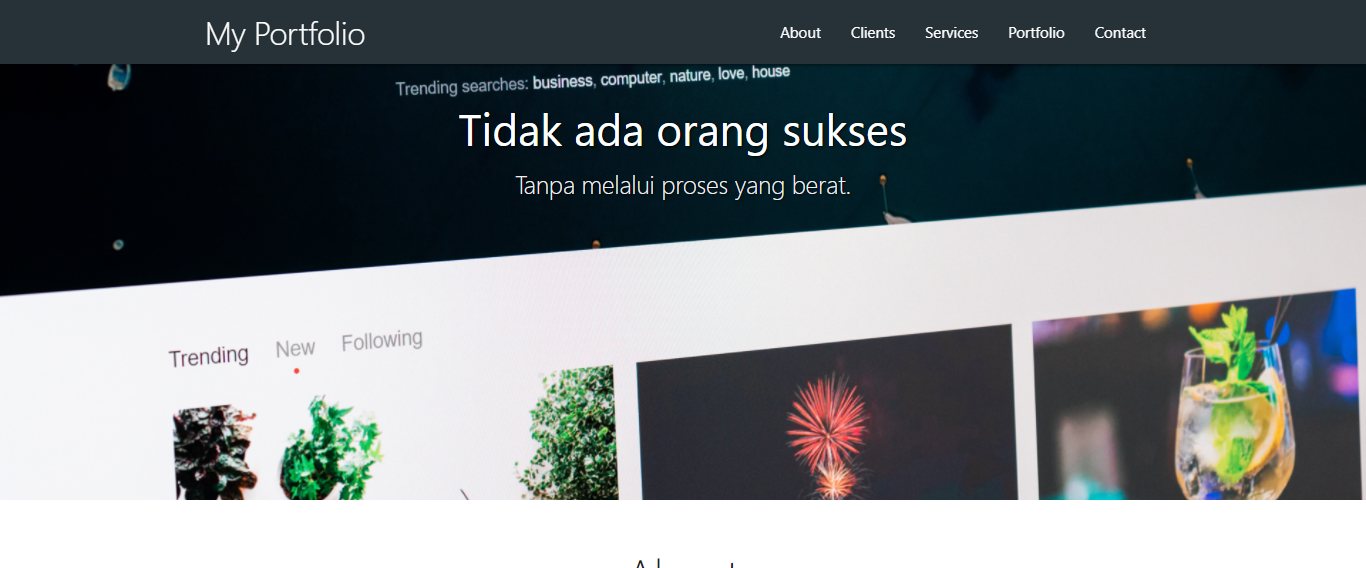 My Portfolio
About Clients Services Portfolio Contact
Trending searches: business, computer, nature, love, house
Tidak ada orang sukses
Tanpa melalui proses yang berat.
Trending New Following